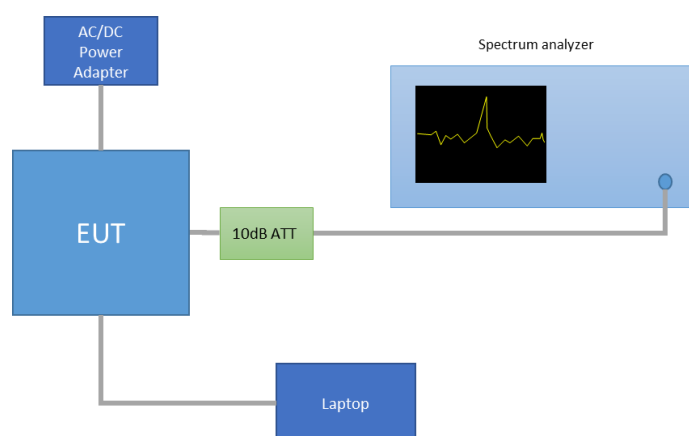 AC/DC
Power
Adapter
Spectrum analyzer
EUT
10dB ATT
Laptop